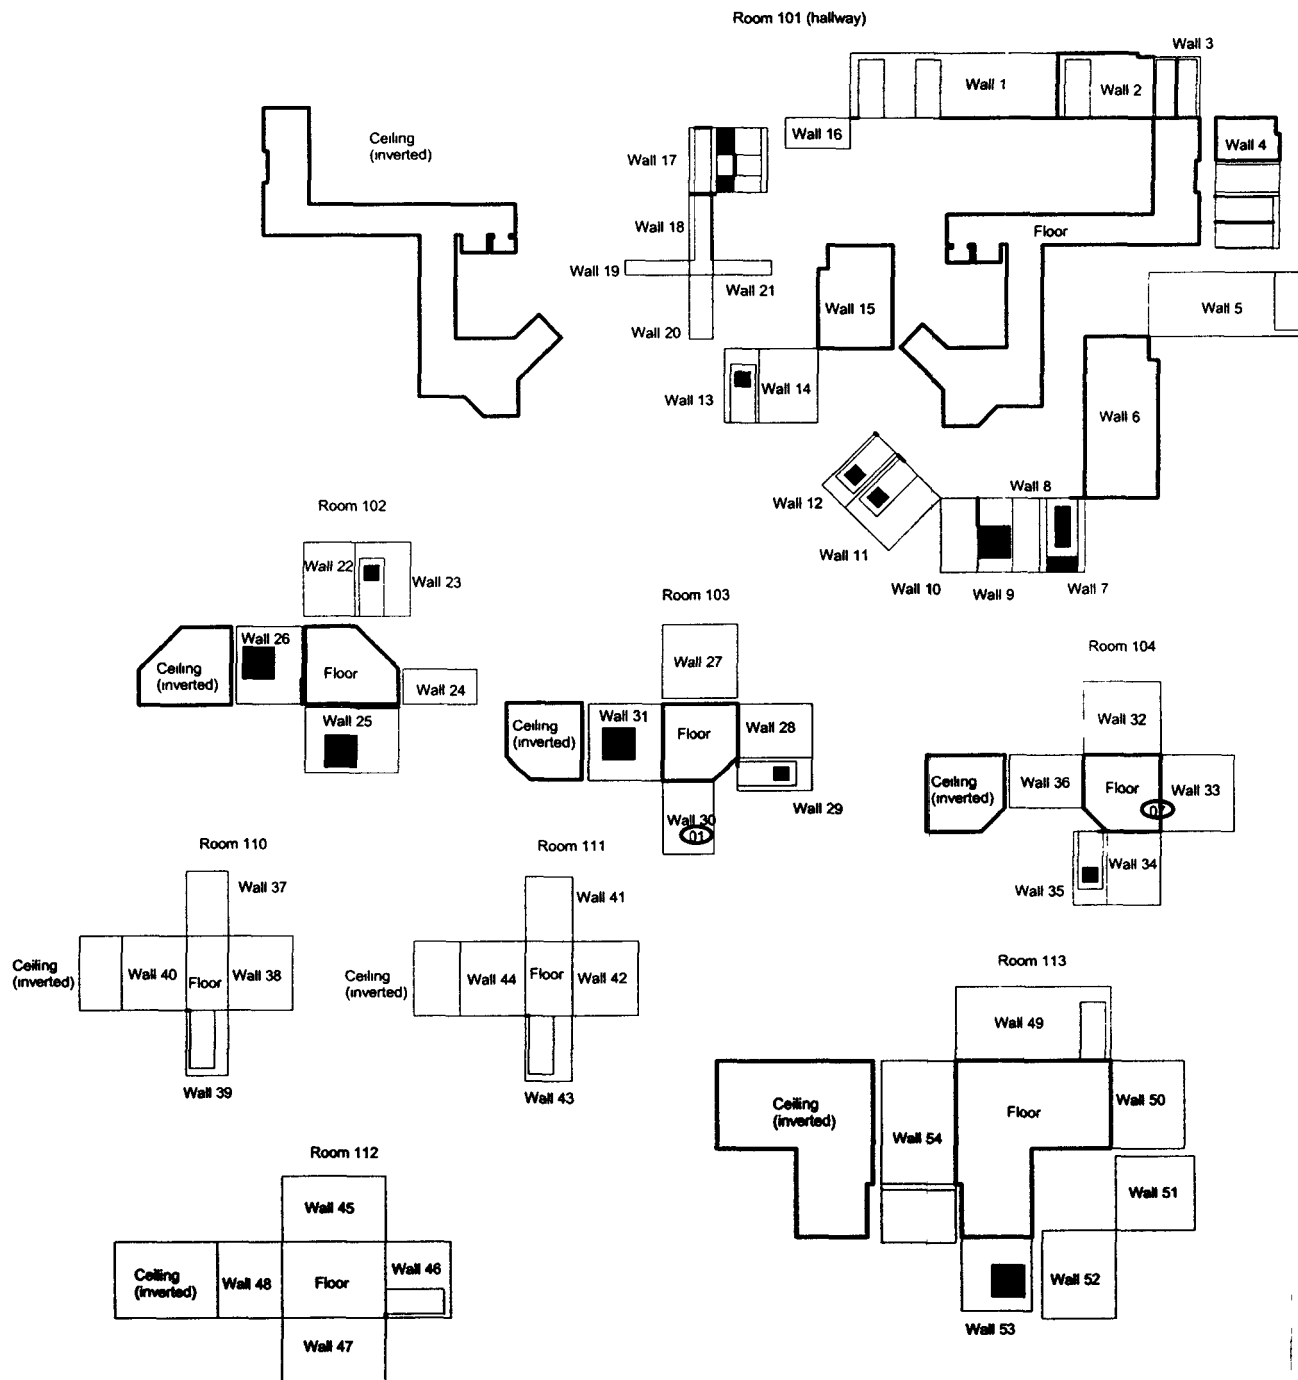 Room 101 (hallway)
Wall 3
Wall 1
Wall 2
Ceiling
(inverted)
Wall 16
Wall 4
Wall 17
Wall 18
Floor
Wall 19
Wall 21
Wall 15
Wall 5
Wall 20
Wall 13
Wall 14
Wall 6
Wall 8
Wall 12
Room 102
Wall 11
Wall 22
Wall 23
Wall 10
Wall 9
Wall 7
Room 103
Wall 26
Ceiling
(inverted)
Floor
Wall 24
Wall 27
Room 104
Wall 25
Wall 31
Ceiling
(inverted)
Floor
Wall 28
Wall 32
Wall 36
Ceiling
(inverted)
Floor
Wall 33
07
Wall 29
Wall 30
01
Room 110
Room 111
Wall 34
Wall 35
Wall 37
Wall 41
Ceiling
(inverted)
Wall 40
Floor
Wall 38
Ceiling
(inverted)
Wall 44
Floor
Wall 42
Room 113
Wall 49
Wall 39
Wall 43
Ceiling
(inverted)
Floor
Wall 50
Wall 54
Room 112
Wall 45
Wall 51
Ceiling
(inverted)
Wall 48
Floor
Wall 46
Wall 52
Wall 53
Wall 47